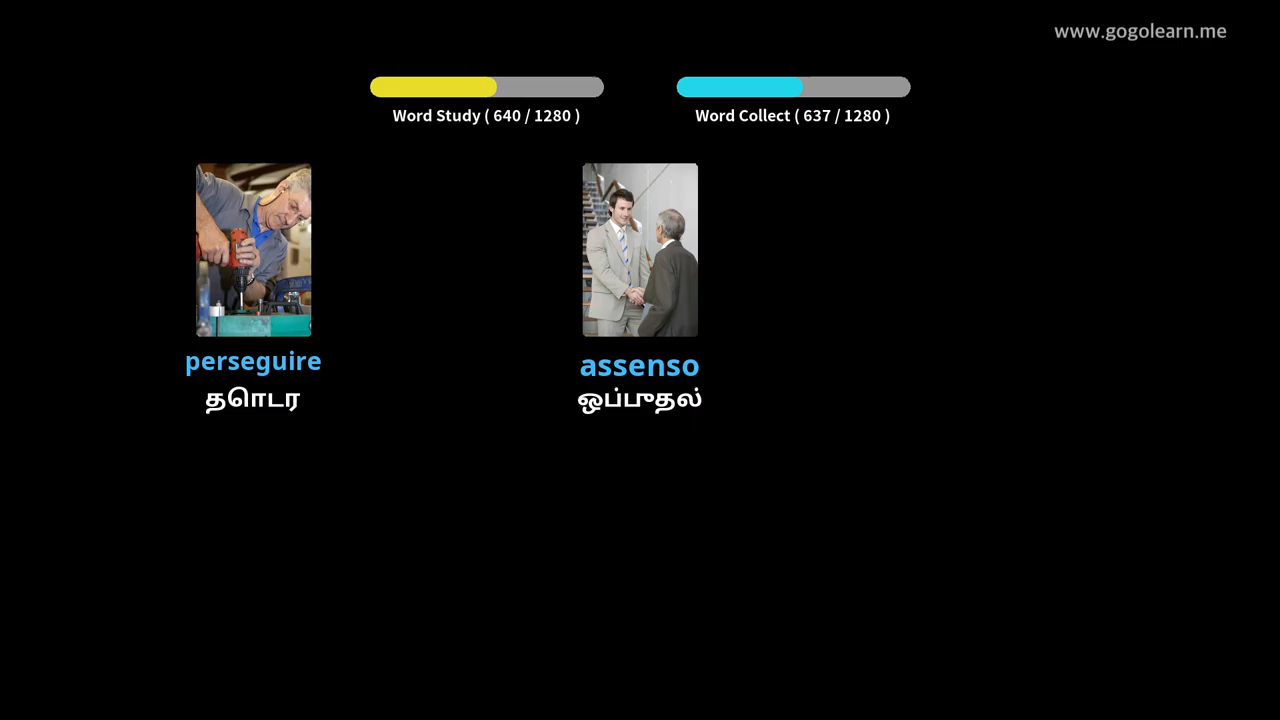 www.gogolearn.me
Word Study ( 640 / 1280 )
Word Collect ( 637 / 1280 )
perseguire
தொடர
assenso
ஒப்புதல்